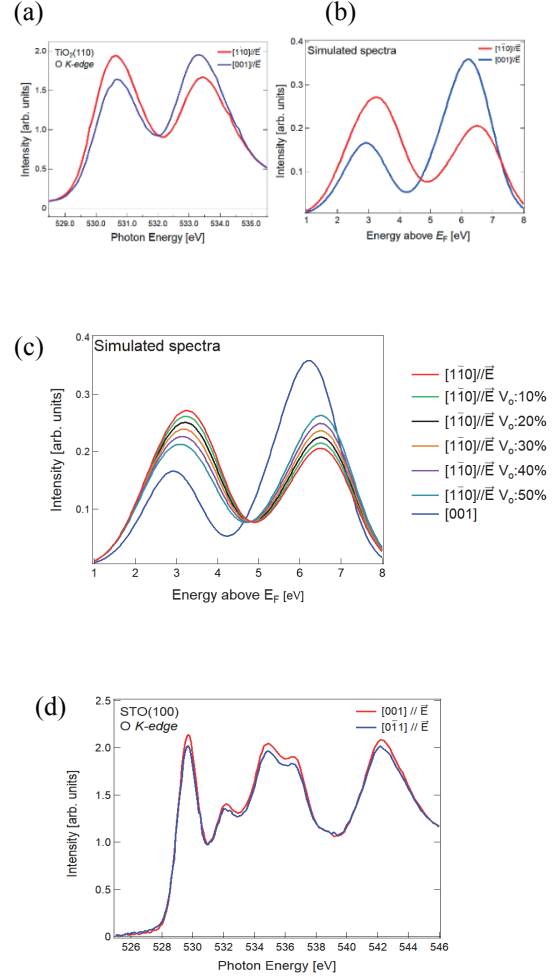 (a)
TiO₂(110)
O K-edge
[11̄0]//E⃗
[001]//E⃗
Intensity [arb. units]
2.0
1.5
1.0
0.5
0
529.0 530.0 531.0 532.0 533.0 534.0 535.0
Photon Energy [eV]
(b)
Simulated spectra
[11̄0]//E⃗
[001]//E⃗
Intensity [arb. units]
0.4
0.3
0.2
0.1
1 2 3 4 5 6 7 8
Energy above E_F [eV]
(c)
Simulated spectra
Intensity [arb. units]
0.4
0.3
0.2
0.1
1 2 3 4 5 6 7 8
Energy above E_F [eV]
[11̄0]//E⃗
[11̄0]//E⃗ Vₒ:10%
[11̄0]//E⃗ Vₒ:20%
[11̄0]//E⃗ Vₒ:30%
[11̄0]//E⃗ Vₒ:40%
[11̄0]//E⃗ Vₒ:50%
[001]
(d)
STO(100)
O K-edge
[001] // E⃗
[01̄1] // E⃗
Intensity [arb. units]
2.5
2.0
1.5
1.0
0.5
0
526 528 530 532 534 536 538 540 542 544 546
Photon Energy [eV]